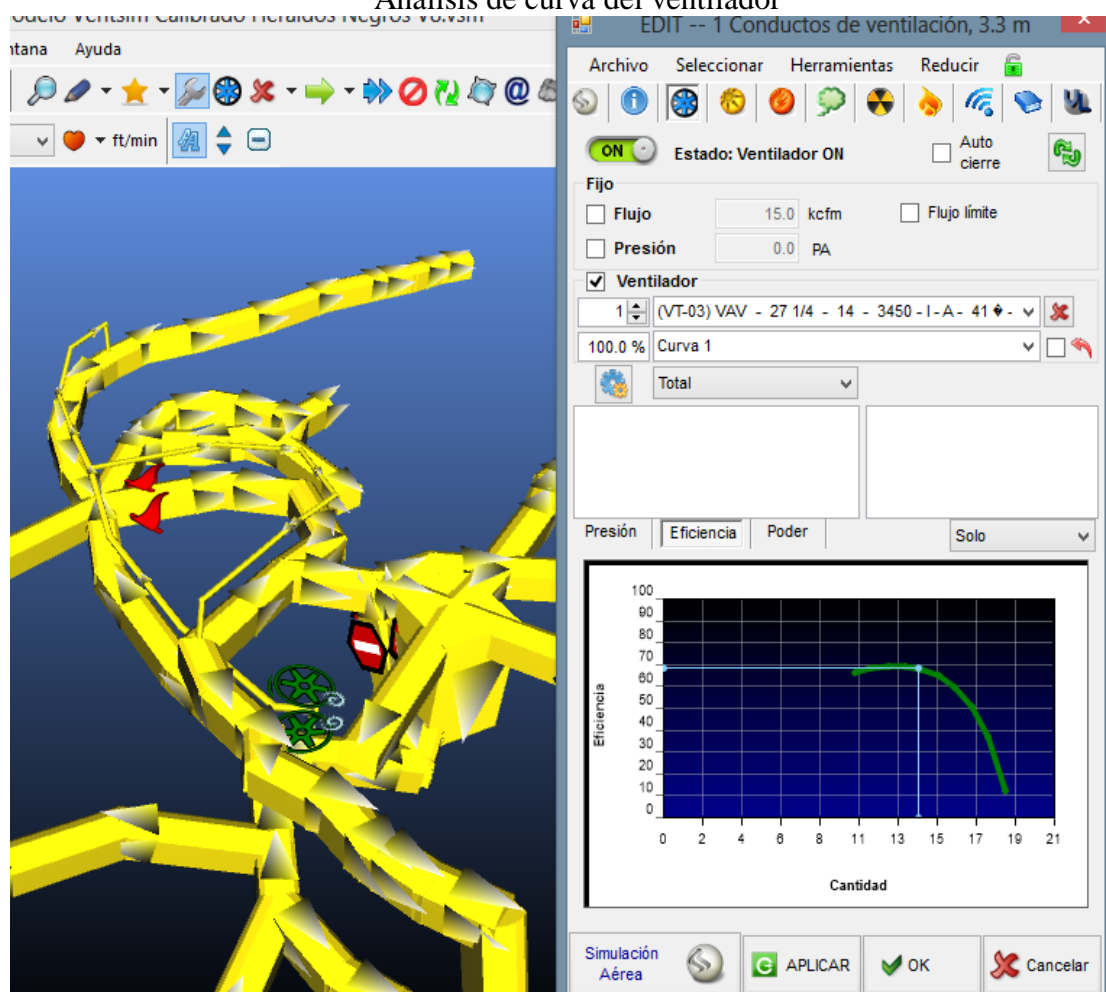 Análisis de curva del ventilador
odelo Ventsim Calibrado Heraldos Negros V8.vsm
EDIT -- 1 Conductos de ventilación, 3.3 m
ntana Ayuda
Archivo Seleccionar Herramientas Reducir
ft/min
ON Estado: Ventilador ON
Auto
cierre
Fijo
Flujo 15.0 kcfm Flujo límite
Presión 0.0 PA
Ventilador
1 (VT-03) VAV - 27 1/4 - 14 - 3450 - I - A - 41 � -
100.0 % Curva 1
Total
Presión Eficiencia Poder Solo
100
90
80
70
60
50
40
30
20
10
0
Eficiencia
0 2 4 6 8 11 13 15 17 19 21
Cantidad
Simulación
Aérea
APLICAR OK Cancelar